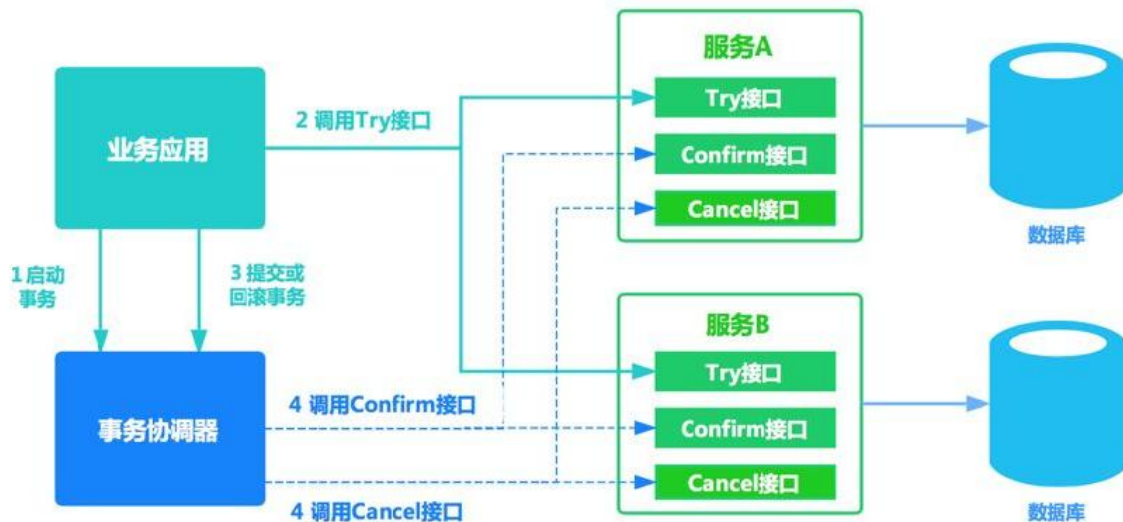 服务A
Try接口
2 调用Try接口
业务应用
Confirm接口
Cancel接口
数据库
1 启动
事务
3 提交或
回滚事务
服务B
Try接口
4 调用Confirm接口
事务协调器
Confirm接口
Cancel接口
4 调用Cancel接口
数据库